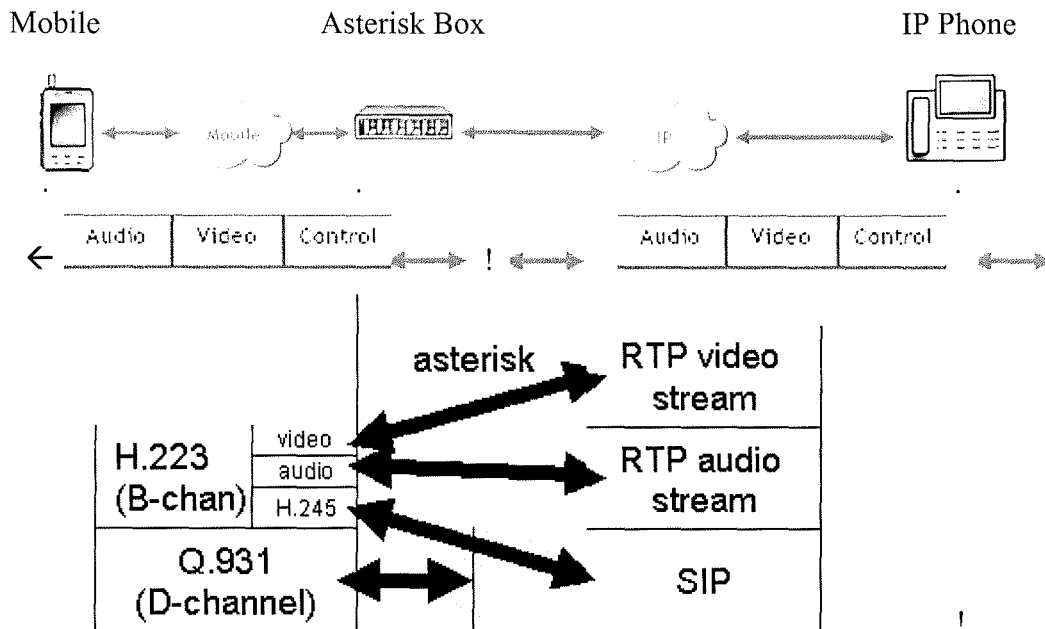 Mobile Asterisk Box IP Phone
Mobile IP
Audio Video Control Audio Video Control
← !
asterisk
RTP video
stream
H.223
(B-chan)
video
audio
H.245
RTP audio
stream
Q.931
(D-channel)
SIP
!